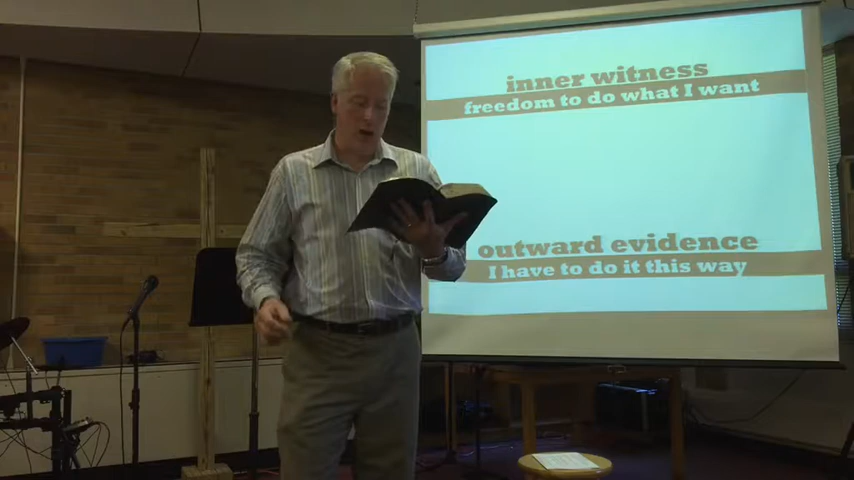 inner witness
freedom to do what I want
outward evidence
I have to do it this way